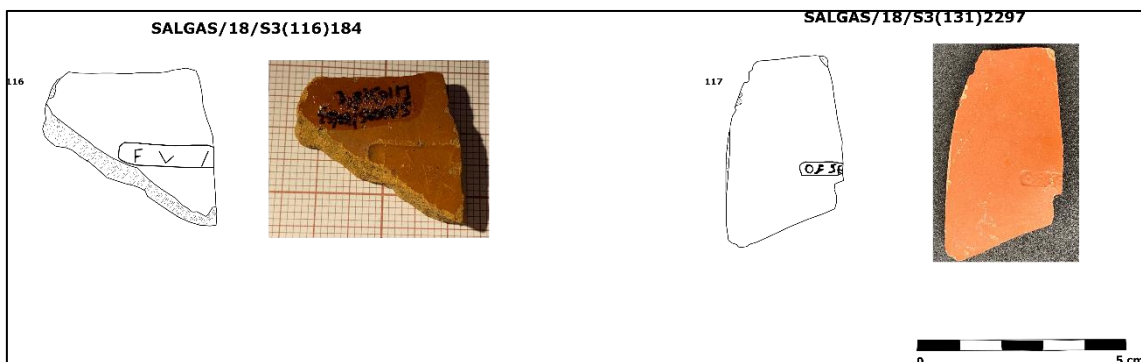 SALGAS/18/S3(116)184
SALGAS/18/S3(131)2297
116
F V I
117
OF SE
0 5 cm